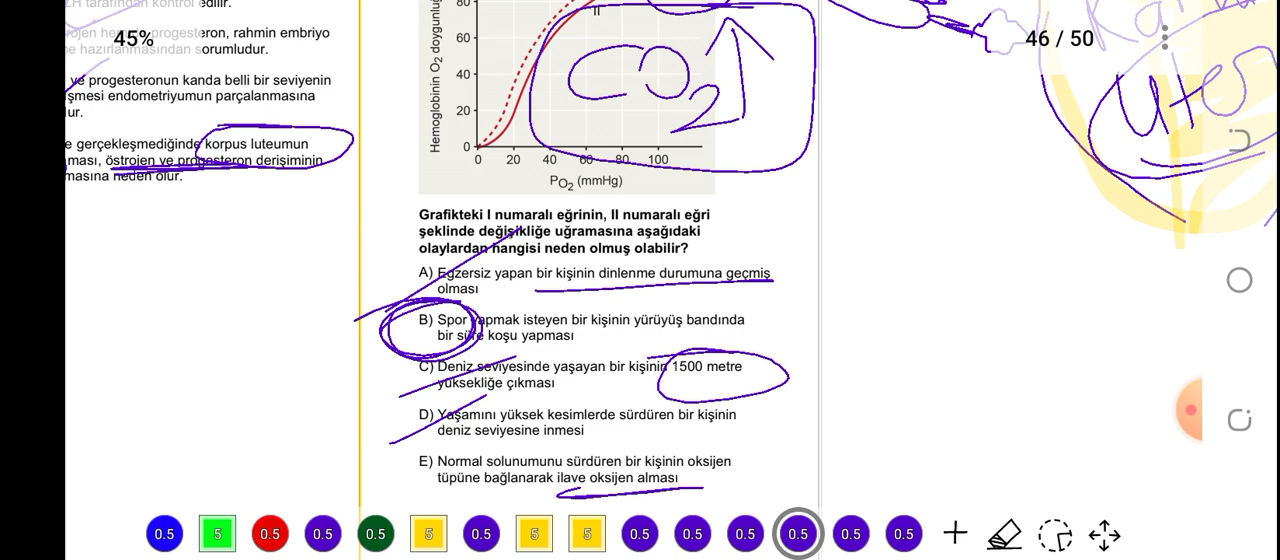 ZH tarafından kontrol edilir.
progesteron, rahmin embriyo
hazırlanmasından sorumludur.
45%
ve progesteronun kanda belli bir seviyenin
endometriyumun parçalanmasına
gerçekleşmediğinde korpus luteumun
östrojen ve progesteron derişiminin
neden olur.
Hemoglobinin O2
80
60
40
20
0
II
CO2
0 20 40 60 80 100
PO2 (mmHg)
Grafikteki I numaralı eğrinin, II numaralı eğri
şeklinde değişikliğe uğramasına aşağıdaki
olaylardan hangisi neden olmuş olabilir?
A) Egzersiz yapan bir kişinin dinlenme durumuna geçmiş
olması
B) Spor yapmak isteyen bir kişinin yürüyüş bandında
bir süre koşu yapması
C) Deniz seviyesinde yaşayan bir kişinin 1500 metre
yüksekliğe çıkması
D) Yaşamını yüksek kesimlerde sürdüren bir kişinin
deniz seviyesine inmesi
E) Normal solunumunu sürdüren bir kişinin oksijen
tüpüne bağlanarak ilave oksijen alması
46 / 50
0.5 5 0.5 0.5 0.5 5 0.5 5 5 0.5 0.5 0.5 0.5 0.5 0.5